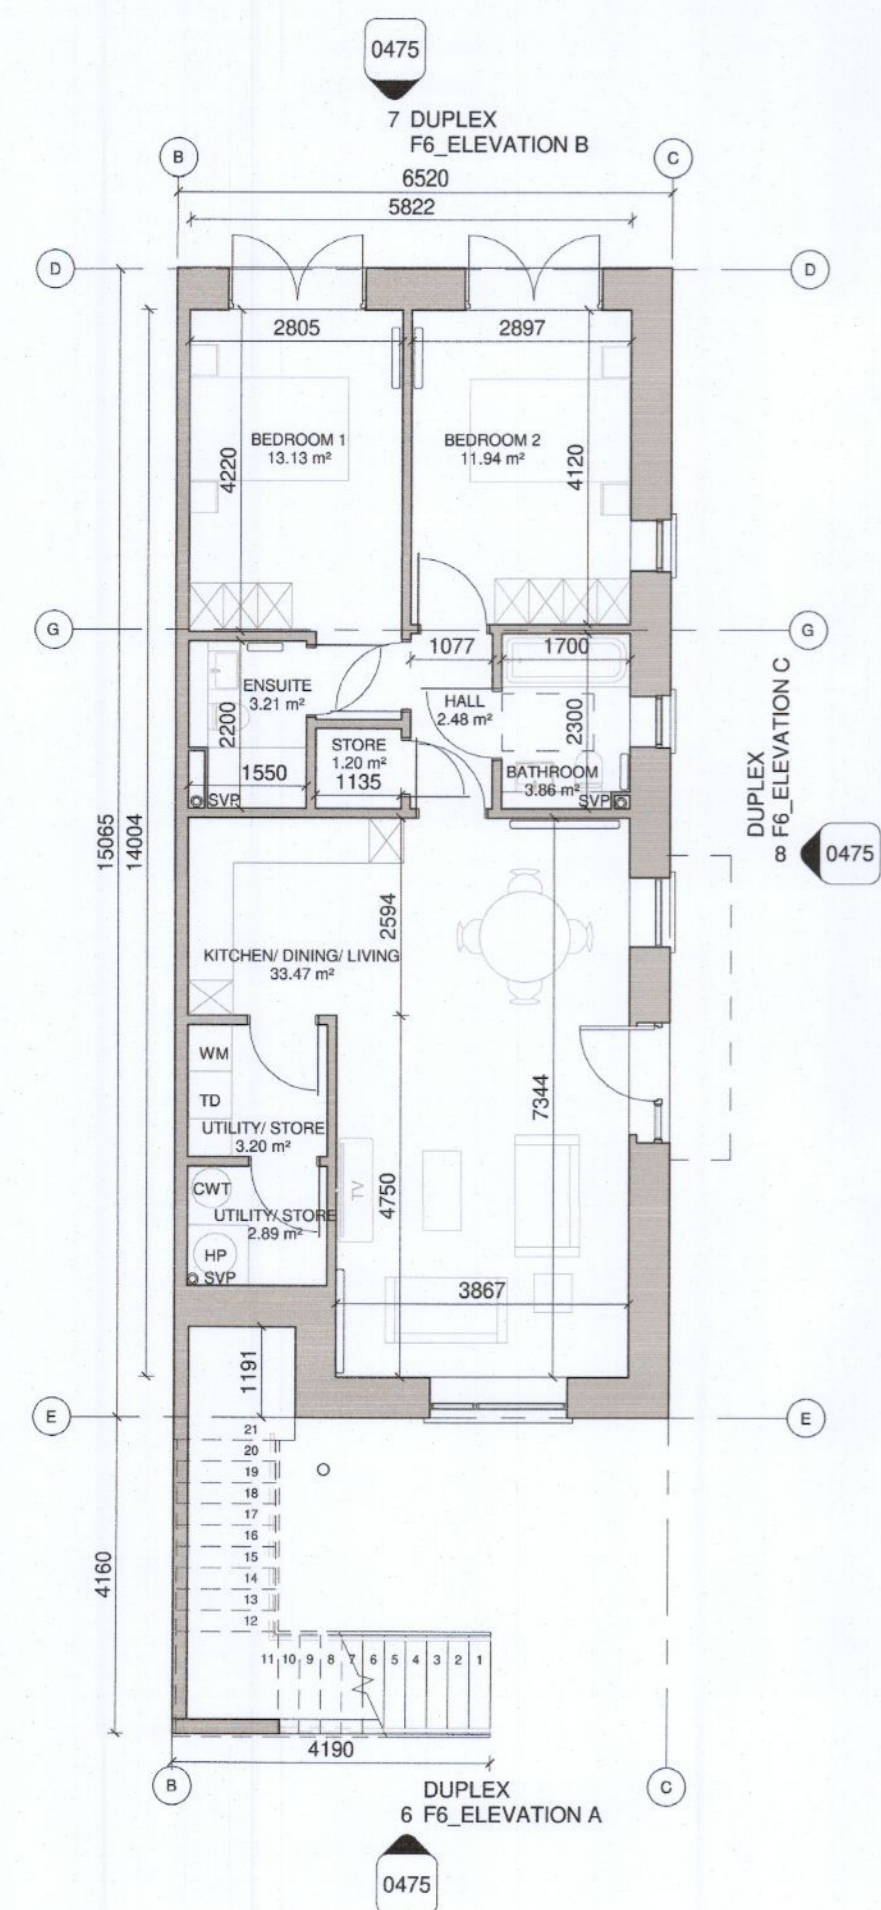 0475
7 DUPLEX
F6_ELEVATION B
B
C
6520
5822
D
D
2805
2897
BEDROOM 1
13.13 m²
BEDROOM 2
11.94 m²
4220
4120
G
G
1077
1700
ENSUITE
3.21 m²
HALL
2.48 m²
2200
2300
STORE
1.20 m²
1135
1550
BATHROOM
3.86 m²
SVP
SVP
DUPLEX
F6_ELEVATION C
8
0475
15065
14004
2594
KITCHEN/ DINING/ LIVING
33.47 m²
WM
TD
UTILITY/ STORE
3.20 m²
7344
CWT
UTILITY/ STORE
2.89 m²
HP
SVP
TV
4750
3867
1191
E
E
21
20
19
18
17
16
15
14
13
12
11 10 9 8 7 6 5 4 3 2 1
4160
4190
B
C
DUPLEX
6 F6_ELEVATION A
0475